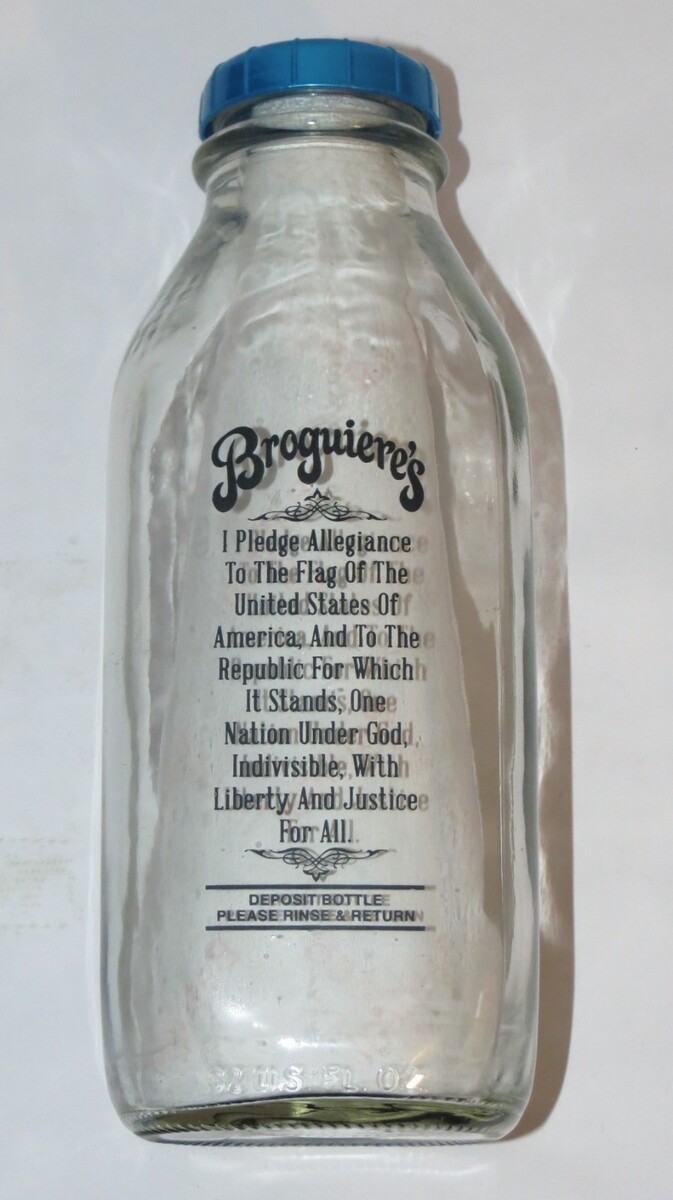 Broguiere's
I Pledge Allegiance
To The Flag Of The
United States Of
America, And To The
Republic For Which
It Stands, One
Nation Under God,
Indivisible, With
Liberty And Justice
For All.
DEPOSIT BOTTLE
PLEASE RINSE & RETURN
32 U.S. FL. OZ.